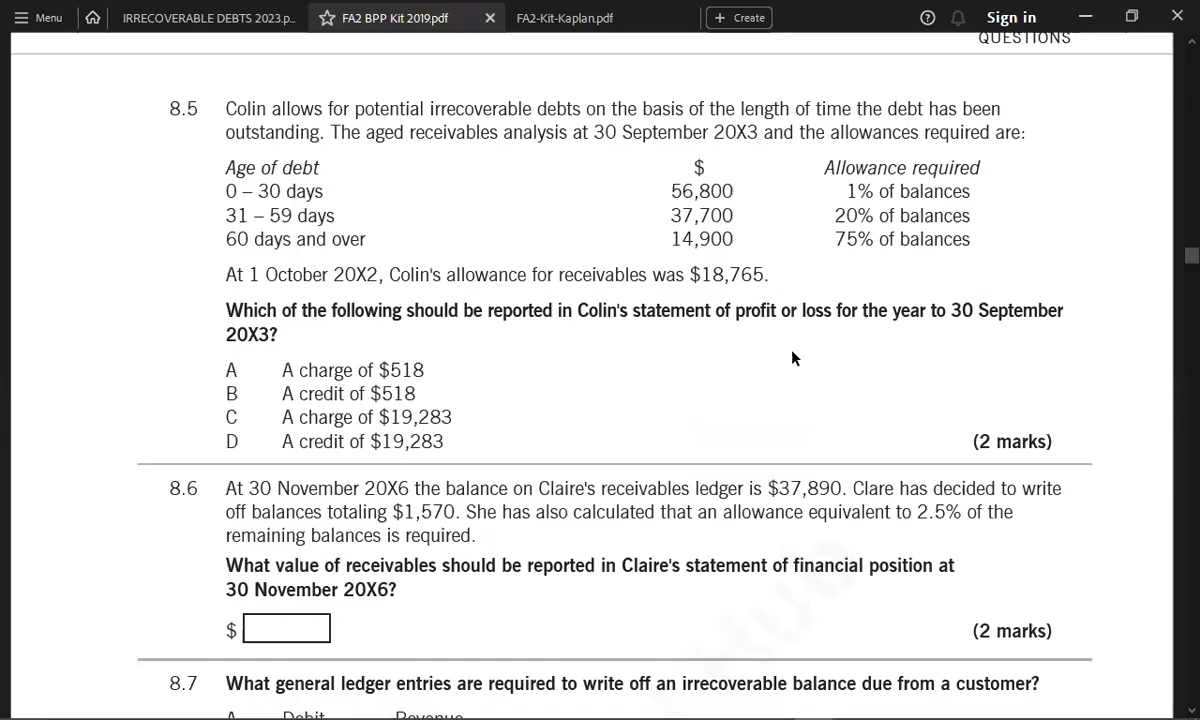 Menu
IRRECOVERABLE DEBTS 2023.p...
FA2 BPP Kit 2019.pdf
FA2-Kit-Kaplan.pdf
+ Create
Sign in
QUESTIONS
8.5 Colin allows for potential irrecoverable debts on the basis of the length of time the debt has been
outstanding. The aged receivables analysis at 30 September 20X3 and the allowances required are:
Age of debt $ Allowance required
0 – 30 days 56,800 1% of balances
31 – 59 days 37,700 20% of balances
60 days and over 14,900 75% of balances
At 1 October 20X2, Colin's allowance for receivables was $18,765.
Which of the following should be reported in Colin's statement of profit or loss for the year to 30 September
20X3?
A A charge of $518
B A credit of $518
C A charge of $19,283
D A credit of $19,283 (2 marks)
8.6 At 30 November 20X6 the balance on Claire's receivables ledger is $37,890. Clare has decided to write
off balances totaling $1,570. She has also calculated that an allowance equivalent to 2.5% of the
remaining balances is required.
What value of receivables should be reported in Claire's statement of financial position at
30 November 20X6?
$ (2 marks)
8.7 What general ledger entries are required to write off an irrecoverable balance due from a customer?
A Debit Revenue